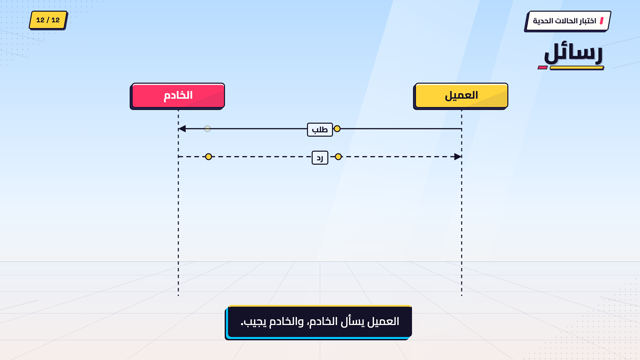 اختبار الحالات الحدية
12 / 12
رسائل
العميل
الخادم
طلب
رد
العميل يسأل الخادم، والخادم يجيب.